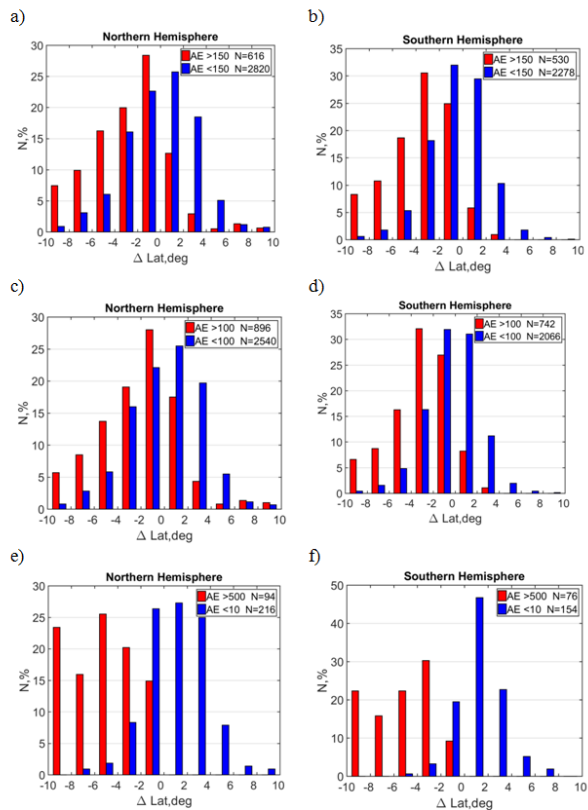 a)
Northern Hemisphere
AE >150 N=616
AE <150 N=2820
30
25
20
15
10
5
0
N,%
-10 -8 -6 -4 -2 0 2 4 6 8 10
Δ Lat,deg
b)
Southern Hemisphere
AE >150 N=530
AE <150 N=2278
35
30
25
20
15
10
5
0
N,%
-10 -8 -6 -4 -2 0 2 4 6 8 10
Δ Lat,deg
c)
Northern Hemisphere
AE >100 N=896
AE <100 N=2540
30
25
20
15
10
5
0
N,%
-10 -8 -6 -4 -2 0 2 4 6 8 10
Δ Lat,deg
d)
Southern Hemisphere
AE >100 N=742
AE <100 N=2066
35
30
25
20
15
10
5
0
N,%
-10 -8 -6 -4 -2 0 2 4 6 8 10
Δ Lat,deg
e)
Northern Hemisphere
AE >500 N=94
AE <10 N=216
30
25
20
15
10
5
0
N,%
-10 -8 -6 -4 -2 0 2 4 6 8 10
Δ Lat,deg
f)
Southern Hemisphere
AE >500 N=76
AE <10 N=154
50
40
30
20
10
0
N,%
-10 -8 -6 -4 -2 0 2 4 6 8 10
Δ Lat,deg